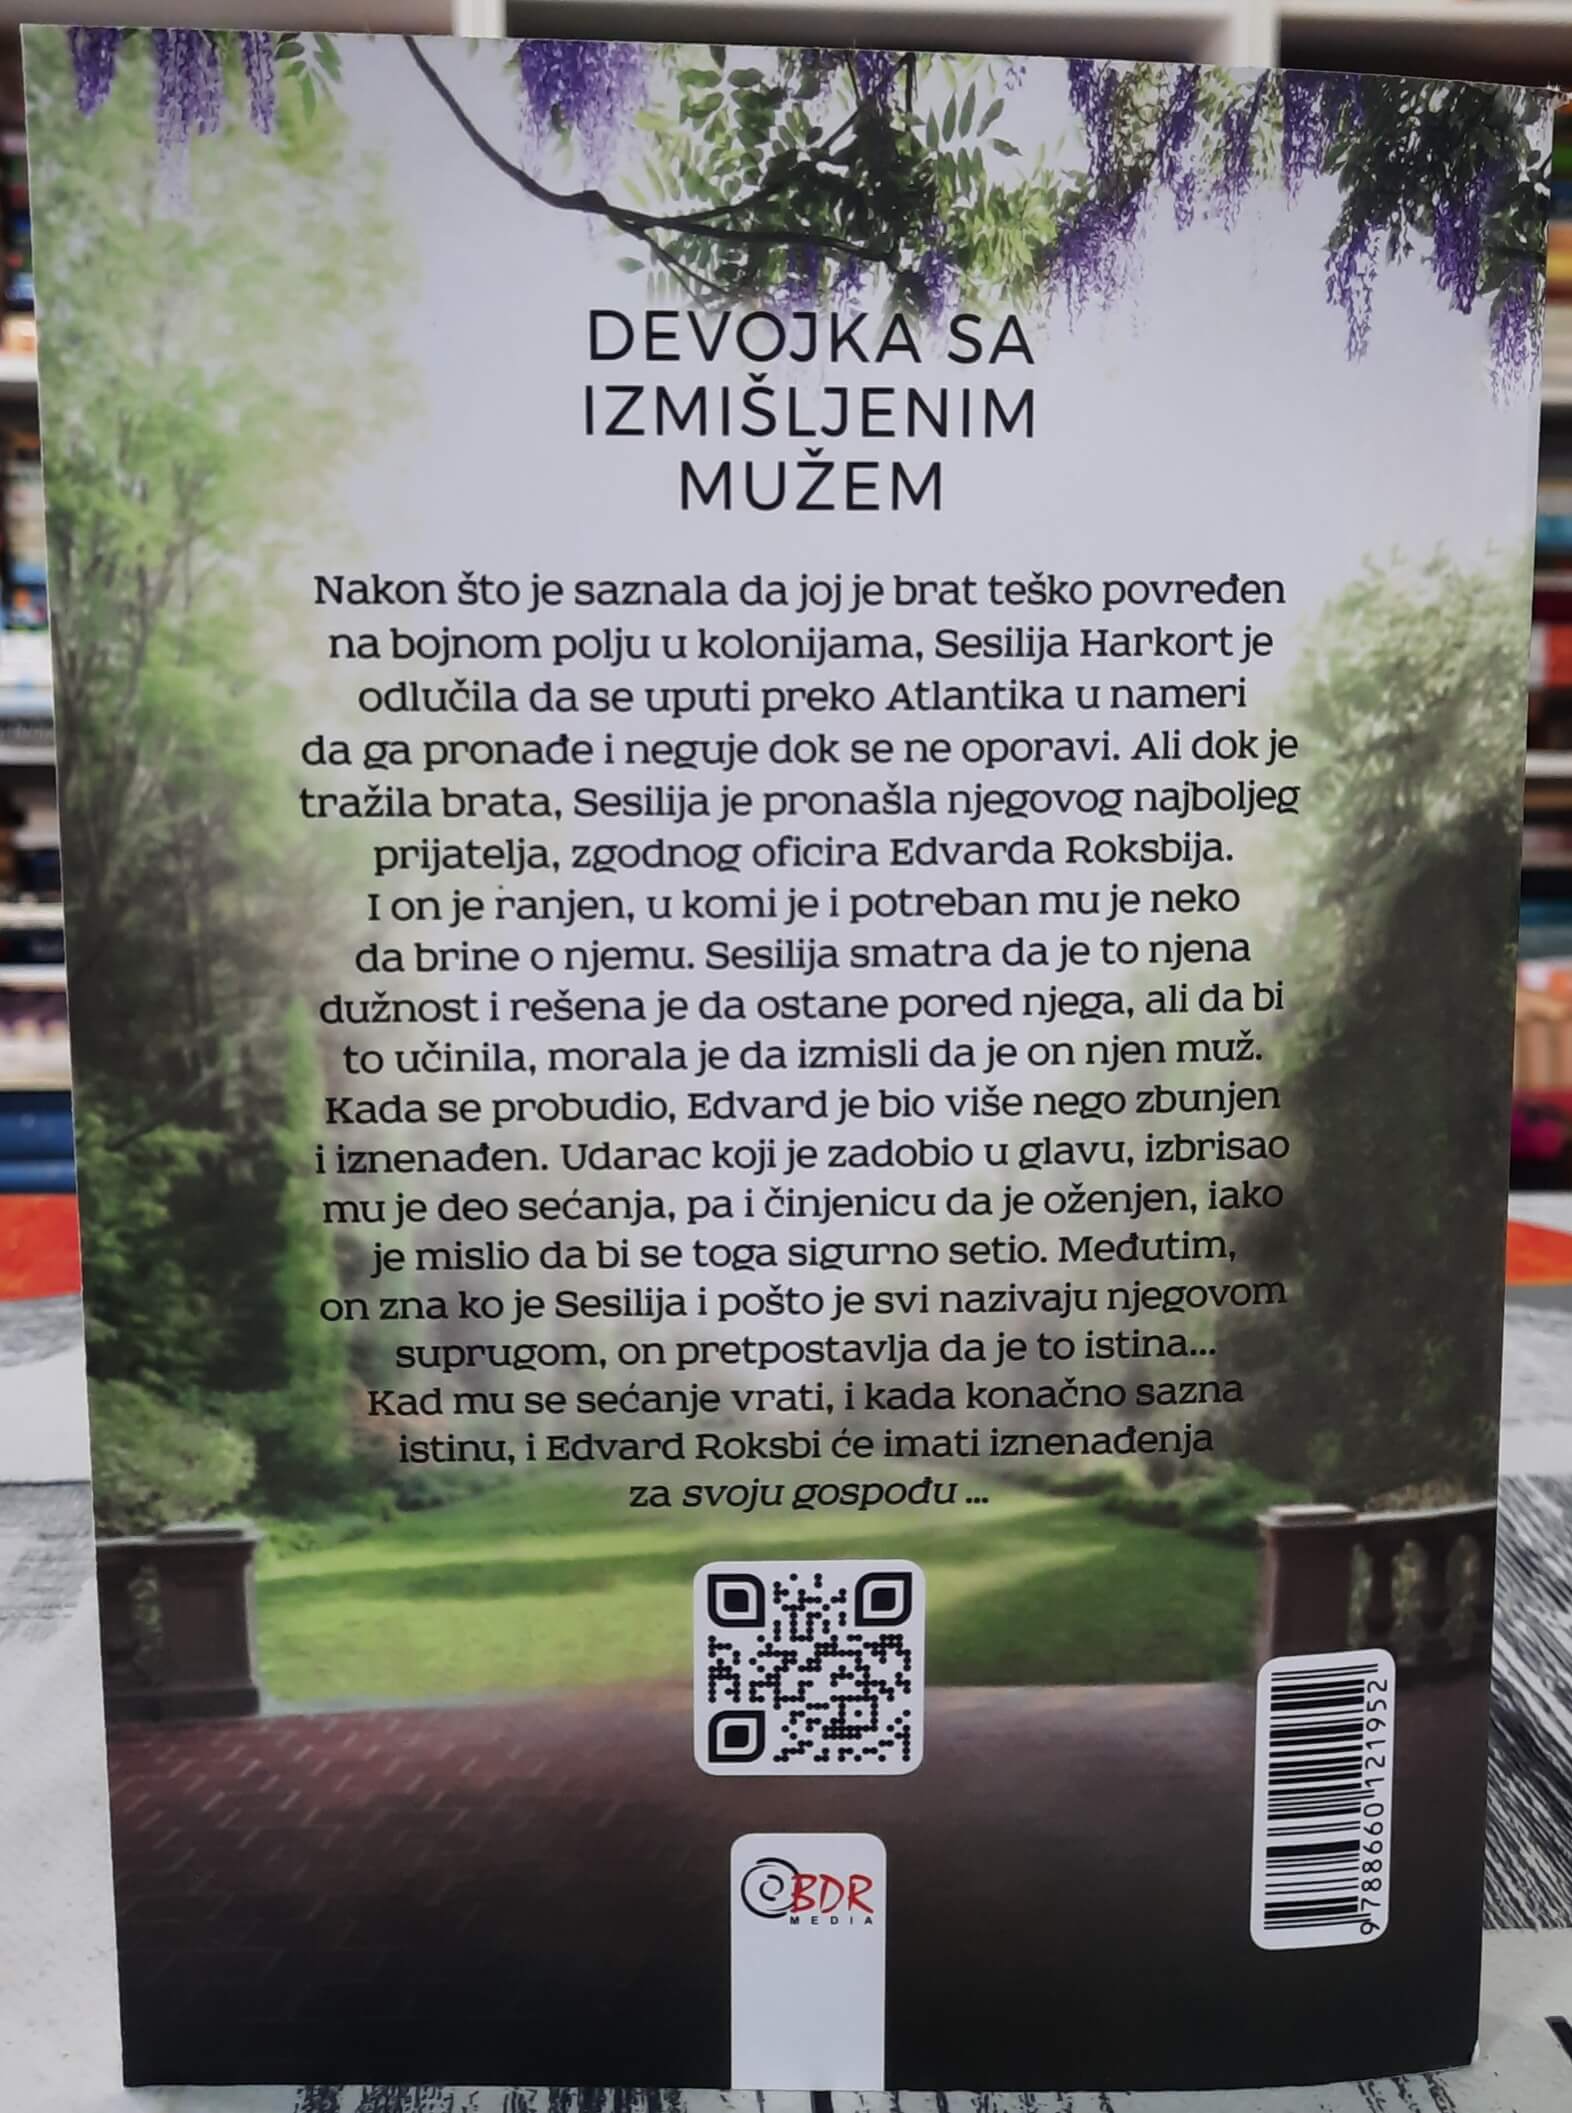 DEVOJKA SA
IZMIŠLJENIM
MUŽEM
Nakon što je saznala da joj je brat teško povređen
na bojnom polju u kolonijama, Sesilija Harkort je
odlučila da se uputi preko Atlantika u nameri
da ga pronađe i neguje dok se ne oporavi. Ali dok je
tražila brata, Sesilija je pronašla njegovog najboljeg
prijatelja, zgodnog oficira Edvarda Roksbija.
I on je ranjen, u komi je i potreban mu je neko
da brine o njemu. Sesilija smatra da je to njena
dužnost i rešena je da ostane pored njega, ali da bi
to učinila, morala je da izmisli da je on njen muž.
Kada se probudio, Edvard je bio više nego zbunjen
i iznenađen. Udarac koji je zadobio u glavu, izbrisao
mu je deo sećanja, pa i činjenicu da je oženjen, iako
je mislio da bi se toga sigurno setio. Međutim,
on zna ko je Sesilija i pošto je svi nazivaju njegovom
suprugom, on pretpostavlja da je to istina...
Kad mu se sećanje vrati, i kada konačno sazna
istinu, i Edvard Roksbi će imati iznenađenja
za svoju gospođu ...
BDR
MEDIA
9788660121952